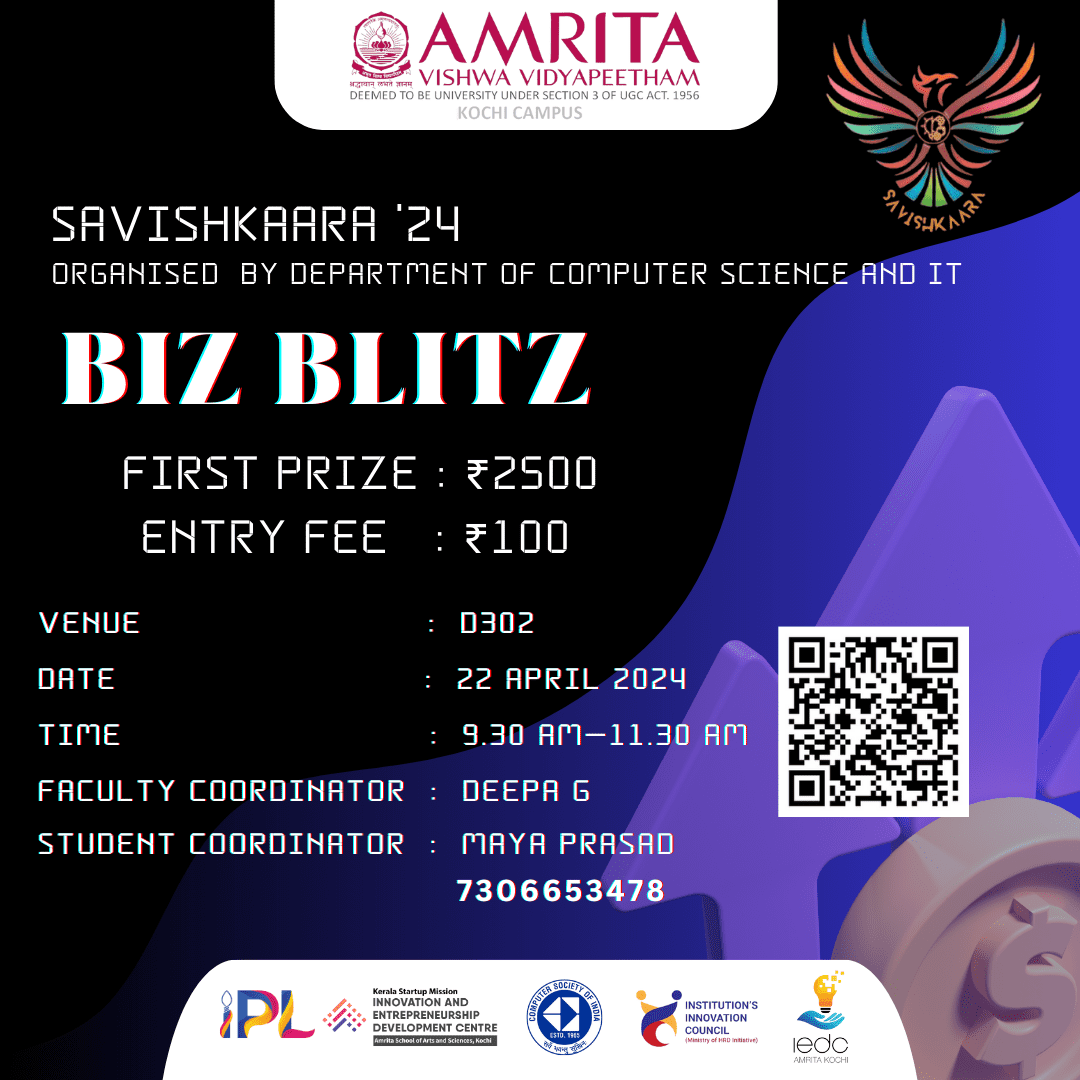 AMRITA
VISHWA VIDYAPEETHAM
श्रद्धावान् लभते ज्ञानम्
DEEMED TO BE UNIVERSITY UNDER SECTION 3 OF UGC ACT. 1956
KOCHI CAMPUS
SAVISHKAARA
SAVISHKAARA '24
ORGANISED BY DEPARTMENT OF COMPUTER SCIENCE AND IT
BIZ BLITZ
FIRST PRIZE : ₹2500
ENTRY FEE : ₹100
VENUE : D302
DATE : 22 APRIL 2024
TIME : 9.30 AM–11.30 AM
FACULTY COORDINATOR : DEEPA G
STUDENT COORDINATOR : MAYA PRASAD
7306653478
iPL
Kerala Startup Mission
INNOVATION AND
ENTREPRENEURSHIP
DEVELOPMENT CENTRE
Amrita School of Arts and Sciences, Kochi
COMPUTER SOCIETY OF INDIA
ESTD. 1965
INSTITUTION'S
INNOVATION
COUNCIL
(Ministry of HRD Initiative)
iedc
AMRITA KOCHI